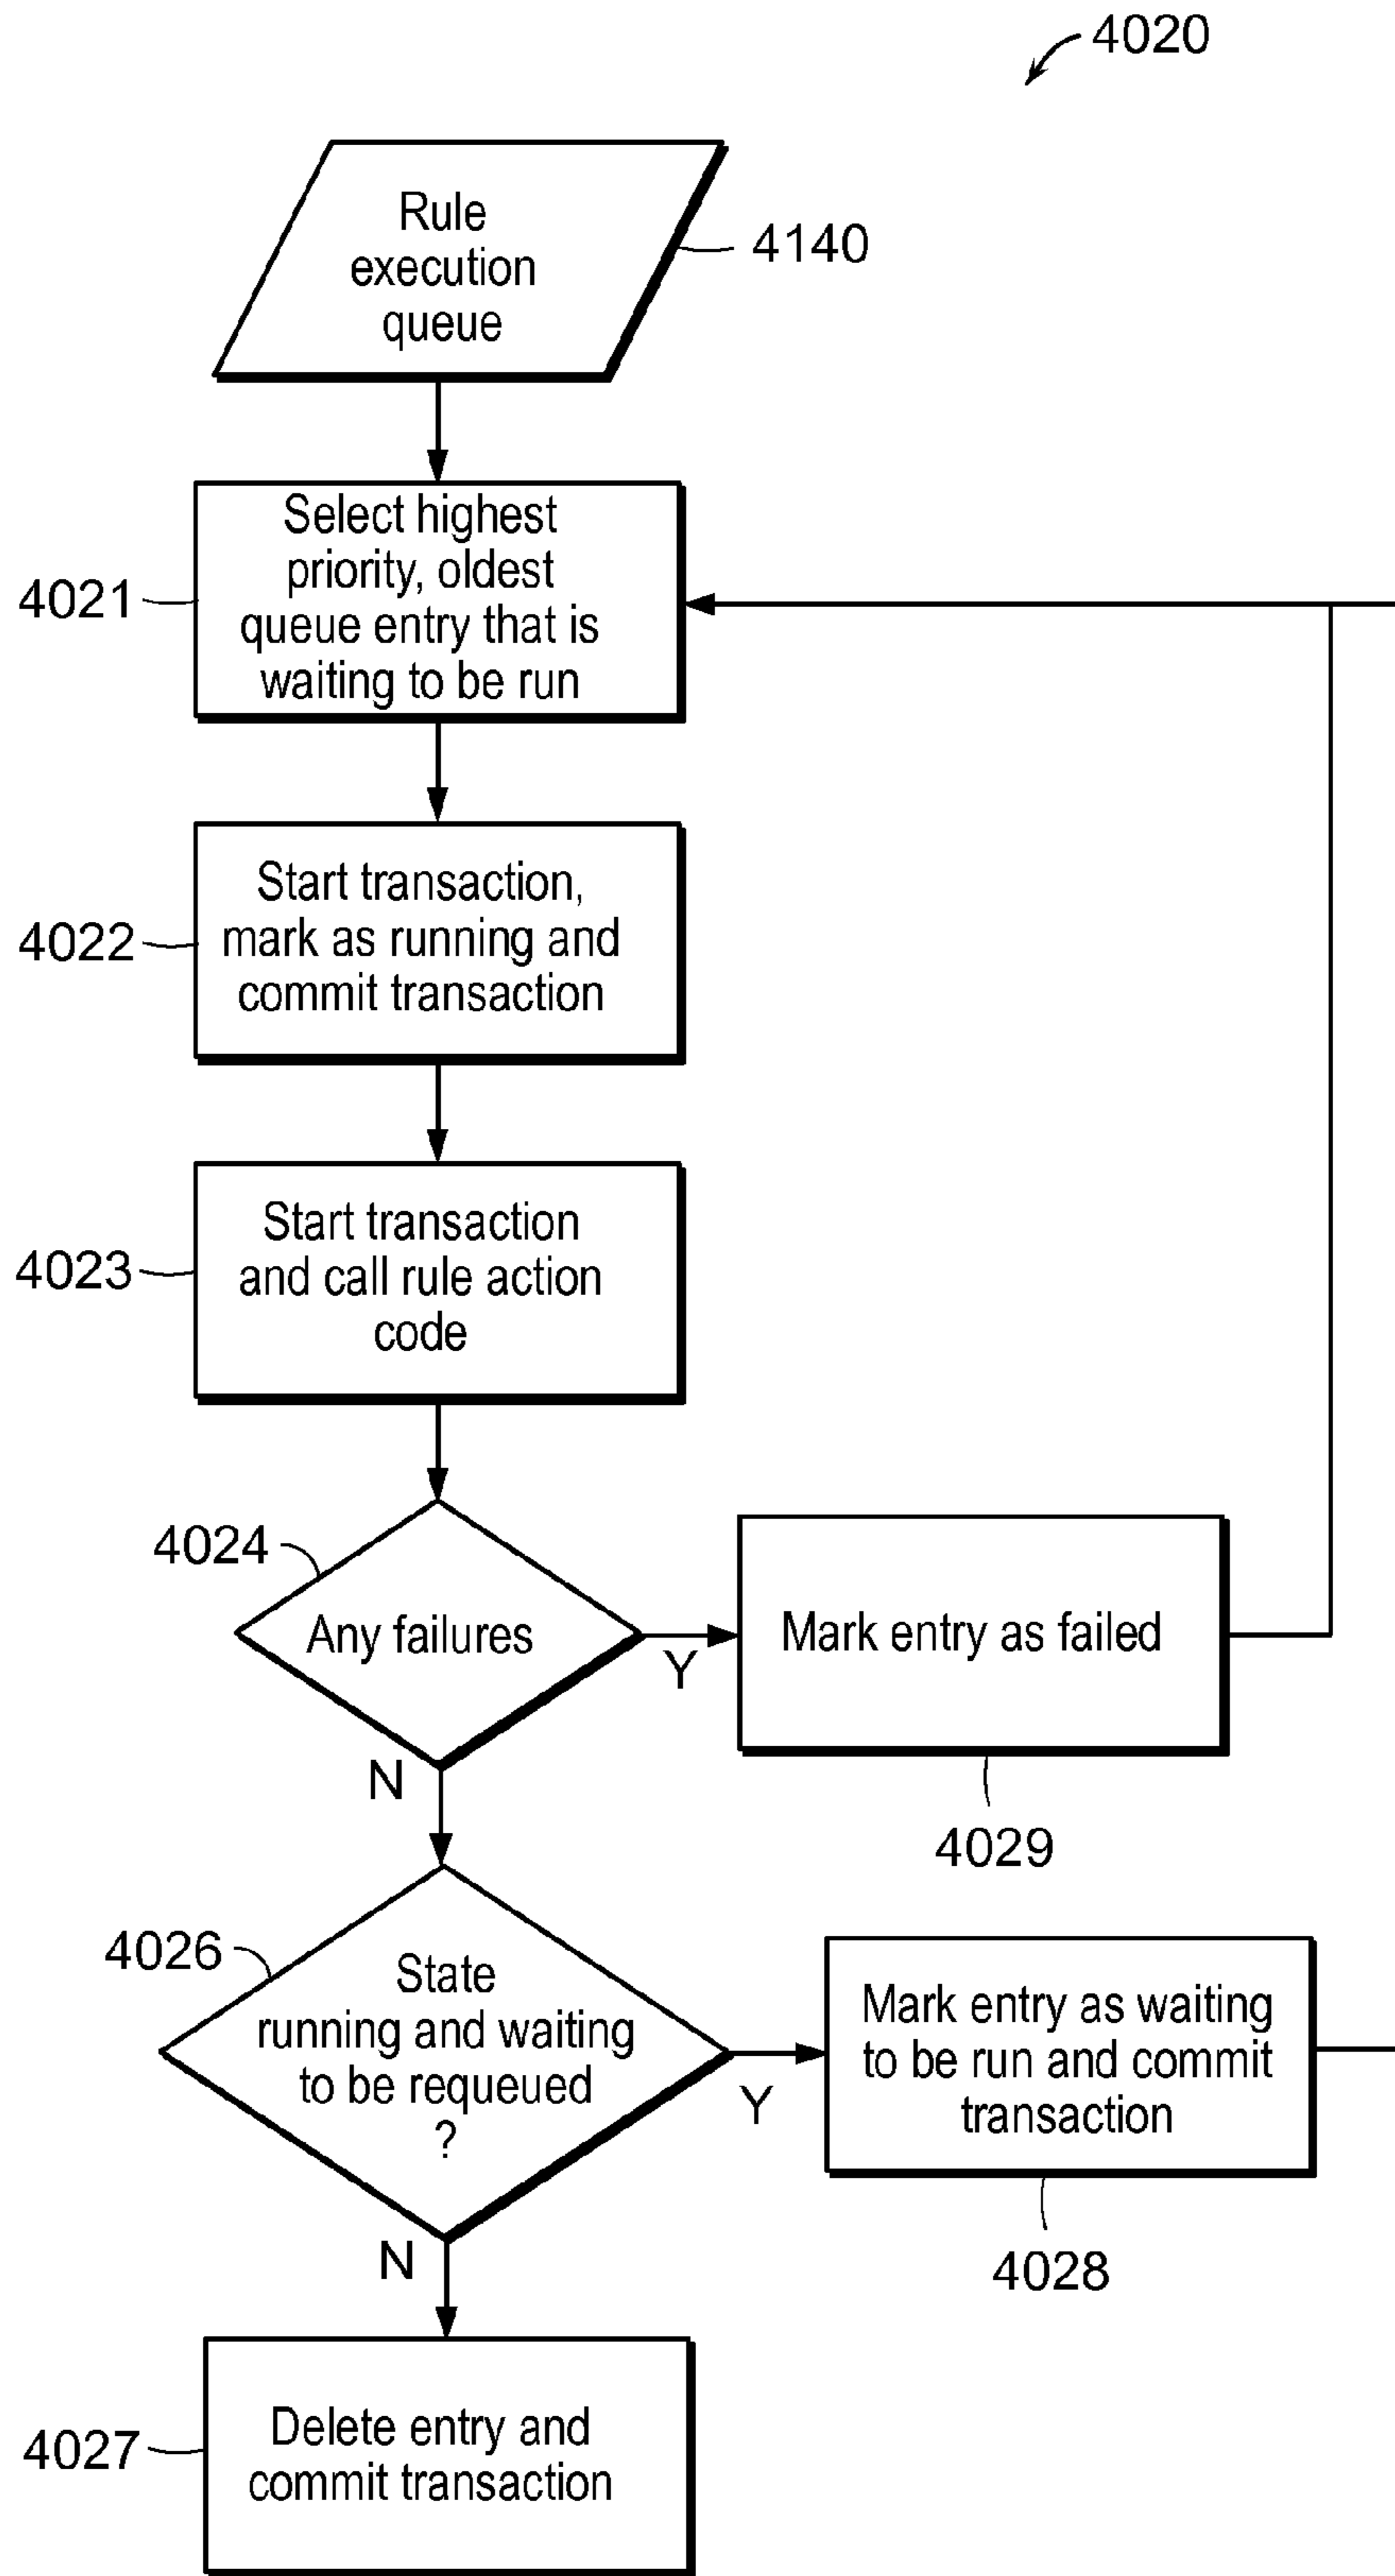 4020
Rule
execution
queue
4140
Select highest
priority, oldest
queue entry that is
waiting to be run
4021
Start transaction,
mark as running and
commit transaction
4022
Start transaction
and call rule action
code
4023
4024
Any failures
Y
Mark entry as failed
N
4029
4026
State
running and waiting
to be requeued
?
Y
Mark entry as waiting
to be run and commit
transaction
N
4028
Delete entry and
commit transaction
4027